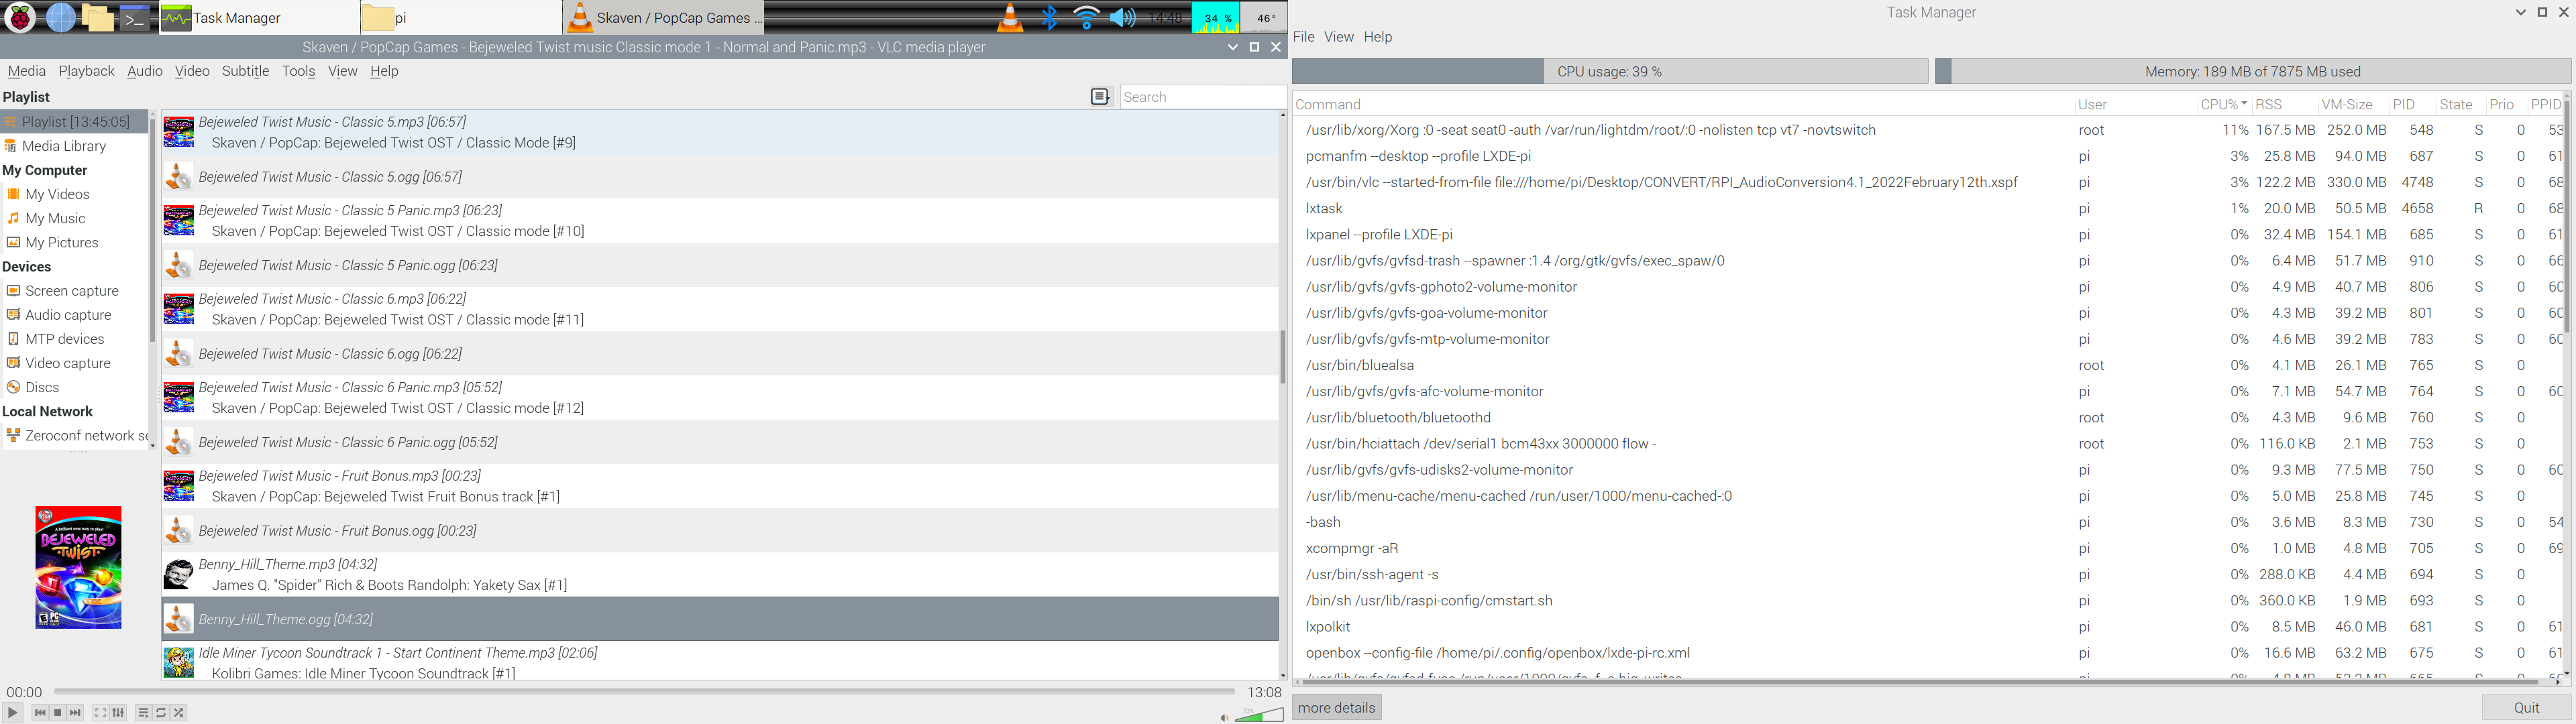 Task Manager
pi
Skaven / PopCap Games ...
14:48
34 %
46°
Skaven / PopCap Games - Bejeweled Twist music Classic mode 1 - Normal and Panic.mp3 - VLC media player
Media Playback Audio Video Subtitle Tools View Help
Playlist
Search
Playlist [13:45:05]
Media Library
My Computer
My Videos
My Music
My Pictures
Devices
Screen capture
Audio capture
MTP devices
Video capture
Discs
Local Network
Zeroconf network se
A brilliant new way to play!
BEJEWELED
TWIST
PC
Bejeweled Twist Music - Classic 5.mp3 [06:57]
Skaven / PopCap: Bejeweled Twist OST / Classic Mode [#9]
Bejeweled Twist Music - Classic 5.ogg [06:57]
Bejeweled Twist Music - Classic 5 Panic.mp3 [06:23]
Skaven / PopCap: Bejeweled Twist OST / Classic mode [#10]
Bejeweled Twist Music - Classic 5 Panic.ogg [06:23]
Bejeweled Twist Music - Classic 6.mp3 [06:22]
Skaven / PopCap: Bejeweled Twist OST / Classic mode [#11]
Bejeweled Twist Music - Classic 6.ogg [06:22]
Bejeweled Twist Music - Classic 6 Panic.mp3 [05:52]
Skaven / PopCap: Bejeweled Twist OST / Classic mode [#12]
Bejeweled Twist Music - Classic 6 Panic.ogg [05:52]
Bejeweled Twist Music - Fruit Bonus.mp3 [00:23]
Skaven / PopCap: Bejeweled Twist Fruit Bonus track [#1]
Bejeweled Twist Music - Fruit Bonus.ogg [00:23]
Benny_Hill_Theme.mp3 [04:32]
James Q. "Spider" Rich & Boots Randolph: Yakety Sax [#1]
Benny_Hill_Theme.ogg [04:32]
Idle Miner Tycoon Soundtrack 1 - Start Continent Theme.mp3 [02:06]
Kolibri Games: Idle Miner Tycoon Soundtrack [#1]
00:00
13:08
70%
Task Manager
File View Help
CPU usage: 39 %
Memory: 189 MB of 7875 MB used
Command User CPU% RSS VM-Size PID State Prio PPID
/usr/lib/xorg/Xorg :0 -seat seat0 -auth /var/run/lightdm/root/:0 -nolisten tcp vt7 -novtswitch root 11% 167.5 MB 252.0 MB 548 S 0 53
pcmanfm --desktop --profile LXDE-pi pi 3% 25.8 MB 94.0 MB 687 S 0 61
/usr/bin/vlc --started-from-file file:///home/pi/Desktop/CONVERT/RPI_AudioConversion4.1_2022February12th.xspf pi 3% 122.2 MB 330.0 MB 4748 S 0 68
lxtask pi 1% 20.0 MB 50.5 MB 4658 R 0 68
lxpanel --profile LXDE-pi pi 0% 32.4 MB 154.1 MB 685 S 0 61
/usr/lib/gvfs/gvfsd-trash --spawner :1.4 /org/gtk/gvfs/exec_spaw/0 pi 0% 6.4 MB 51.7 MB 910 S 0 66
/usr/lib/gvfs/gvfs-gphoto2-volume-monitor pi 0% 4.9 MB 40.7 MB 806 S 0 60
/usr/lib/gvfs/gvfs-goa-volume-monitor pi 0% 4.3 MB 39.2 MB 801 S 0 60
/usr/lib/gvfs/gvfs-mtp-volume-monitor pi 0% 4.6 MB 39.2 MB 783 S 0 60
/usr/bin/bluealsa root 0% 4.1 MB 26.1 MB 765 S 0
/usr/lib/gvfs/gvfs-afc-volume-monitor pi 0% 7.1 MB 54.7 MB 764 S 0 60
/usr/lib/bluetooth/bluetoothd root 0% 4.3 MB 9.6 MB 760 S 0
/usr/bin/hciattach /dev/serial1 bcm43xx 3000000 flow - root 0% 116.0 KB 2.1 MB 753 S 0
/usr/lib/gvfs/gvfs-udisks2-volume-monitor pi 0% 9.3 MB 77.5 MB 750 S 0 60
/usr/lib/menu-cache/menu-cached /run/user/1000/menu-cached-:0 pi 0% 5.0 MB 25.8 MB 745 S 0
-bash pi 0% 3.6 MB 8.3 MB 730 S 0 54
xcompmgr -aR pi 0% 1.0 MB 4.8 MB 705 S 0 69
/usr/bin/ssh-agent -s pi 0% 288.0 KB 4.4 MB 694 S 0
/bin/sh /usr/lib/raspi-config/cmstart.sh pi 0% 360.0 KB 1.9 MB 693 S 0
lxpolkit pi 0% 8.5 MB 46.0 MB 681 S 0 61
openbox --config-file /home/pi/.config/openbox/lxde-pi-rc.xml pi 0% 16.6 MB 63.2 MB 675 S 0 61
more details
Quit